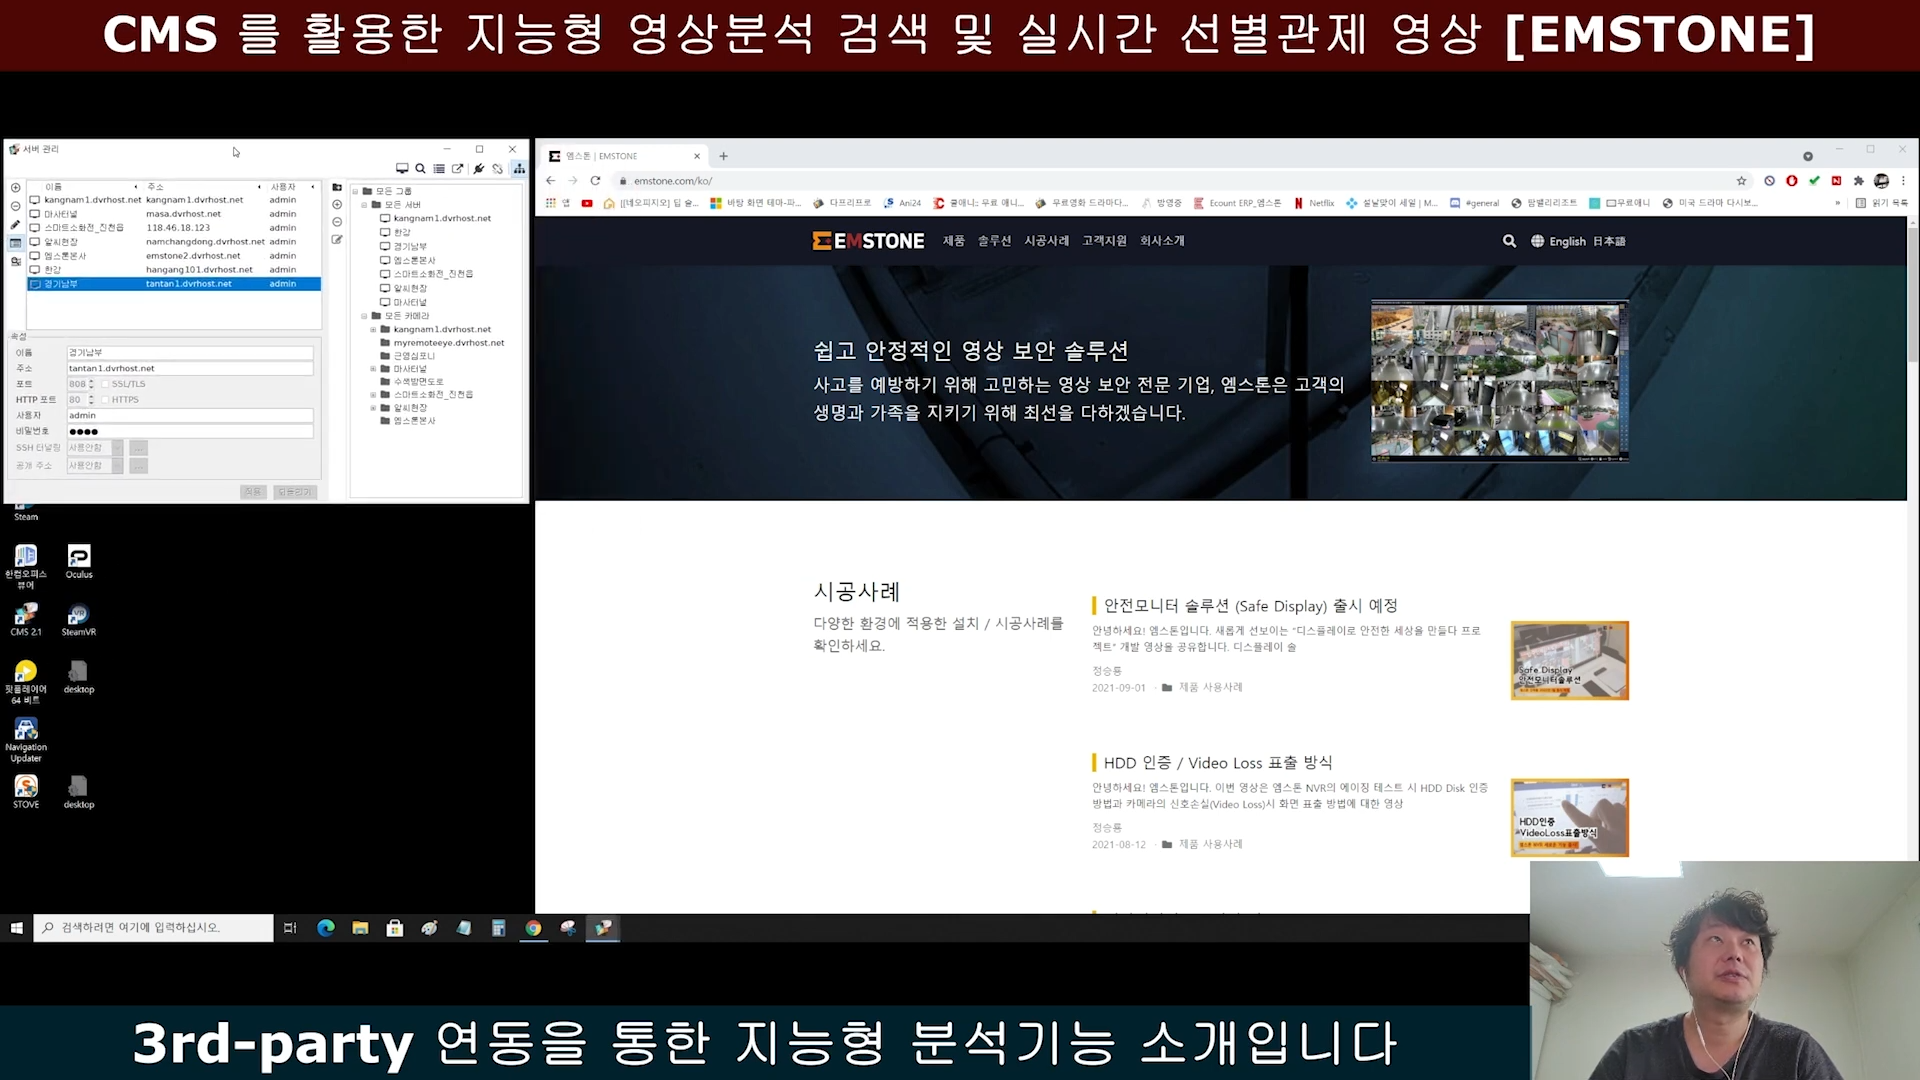 CMS 를 활용한 지능형 영상분석 검색 및 실시간 선별관제 영상 [EMSTONE]
서버 관리
이름 주소 사용자
kangnam1.dvrhost.net kangnam1.dvrhost.net admin
마사터널 masa.dvrhost.net admin
스마트소화전_진천읍 118.46.18.123 admin
알씨현장 namchangdong.dvrhost.net admin
엠스톤본사 emstone2.dvrhost.net admin
한강 hangang101.dvrhost.net admin
경기남부 tantan1.dvrhost.net admin
속성
이름 경기남부
주소 tantan1.dvrhost.net
포트 808 SSL/TLS
HTTP 포트 80 HTTPS
사용자 admin
비밀번호 ●●●●
SSH 터널링 사용안함 ...
공개 주소 사용안함 ...
적용 되돌리기
모든 그룹
모든 서버
kangnam1.dvrhost.net
한강
경기남부
엠스톤본사
스마트소화전_진천읍
알씨현장
마사터널
모든 카메라
kangnam1.dvrhost.net
myremoteeye.dvrhost.net
근영십포니
마사터널
수색방면도로
스마트소화전_진천읍
알씨현장
엠스톤본사
Steam
한컴오피스 뷰어
Oculus
CMS 2.1
SteamVR
팟플레이어 64 비트
desktop
Navigation Updater
STOVE
desktop
검색하려면 여기에 입력하십시오.
엠스톤 | EMSTONE
emstone.com/ko/
앱 [[네오피지오] 팁 술... 바탕 화면 테마-파... 다프리프로 Ani24 쿨애니: 무료 애니... 무료영화 드라마다... 방영중 Ecount ERP_엠스톤 Netflix 설날맞이 세일 | M... #general 팜밸리리조트 무료애니 미국 드라마 다시보... » 읽기 목록
EMSTONE 제품 솔루션 시공사례 고객지원 회사소개 English 日本語
쉽고 안정적인 영상 보안 솔루션
사고를 예방하기 위해 고민하는 영상 보안 전문 기업, 엠스톤은 고객의
생명과 가족을 지키기 위해 최선을 다하겠습니다.
시공사례
다양한 환경에 적용한 설치 / 시공사례를
확인하세요.
안전모니터 솔루션 (Safe Display) 출시 예정
안녕하세요! 엠스톤입니다. 새롭게 선보이는 "디스플레이로 안전한 세상을 만들다 프로
젝트" 개발 영상을 공유합니다. 디스플레이 솔
정승룡
2021-09-01 · 제품 사용사례
Safe Display
안전모니터솔루션
HDD 인증 / Video Loss 표출 방식
안녕하세요! 엠스톤입니다. 이번 영상은 엠스톤 NVR의 에이징 테스트 시 HDD Disk 인증
방법과 카메라의 신호손실(Video Loss)시 화면 표출 방법에 대한 영상
정승룡
2021-08-12 · 제품 사용사례
HDD인증
VideoLoss표출방식
3rd-party 연동을 통한 지능형 분석기능 소개입니다